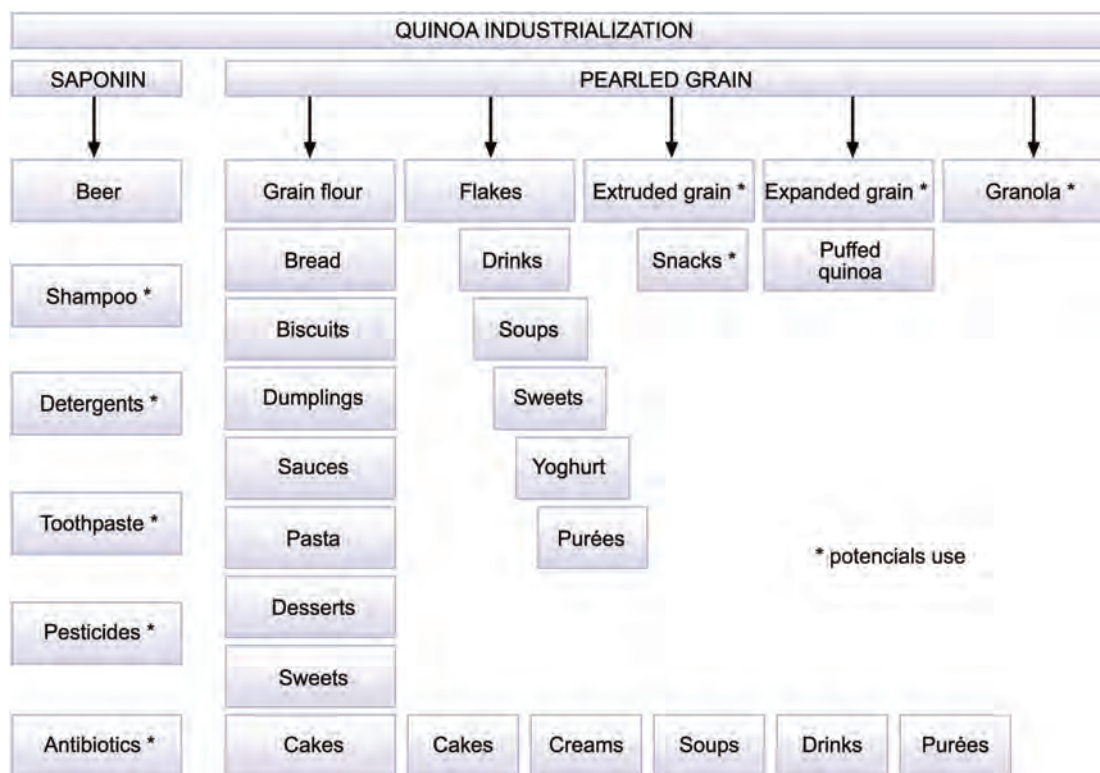 QUINOA INDUSTRIALIZATION
SAPONIN
PEARLED GRAIN
Beer
Grain flour
Flakes
Extruded grain *
Expanded grain *
Granola *
Bread
Drinks
Snacks *
Puffed
quinoa
Shampoo *
Biscuits
Soups
Detergents *
Dumplings
Sweets
Sauces
Yoghurt
Toothpaste *
Pasta
Purées
* potencials use
Desserts
Pesticides *
Sweets
Antibiotics *
Cakes
Cakes
Creams
Soups
Drinks
Purées